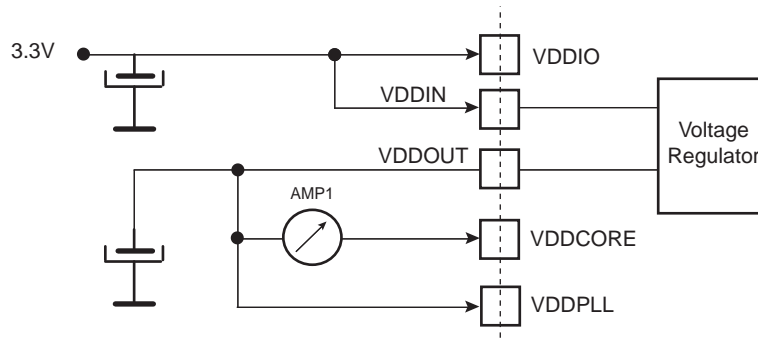 3.3V
VDDIO
VDDIN
Voltage
Regulator
VDDOUT
AMP1
VDDCORE
VDDPLL